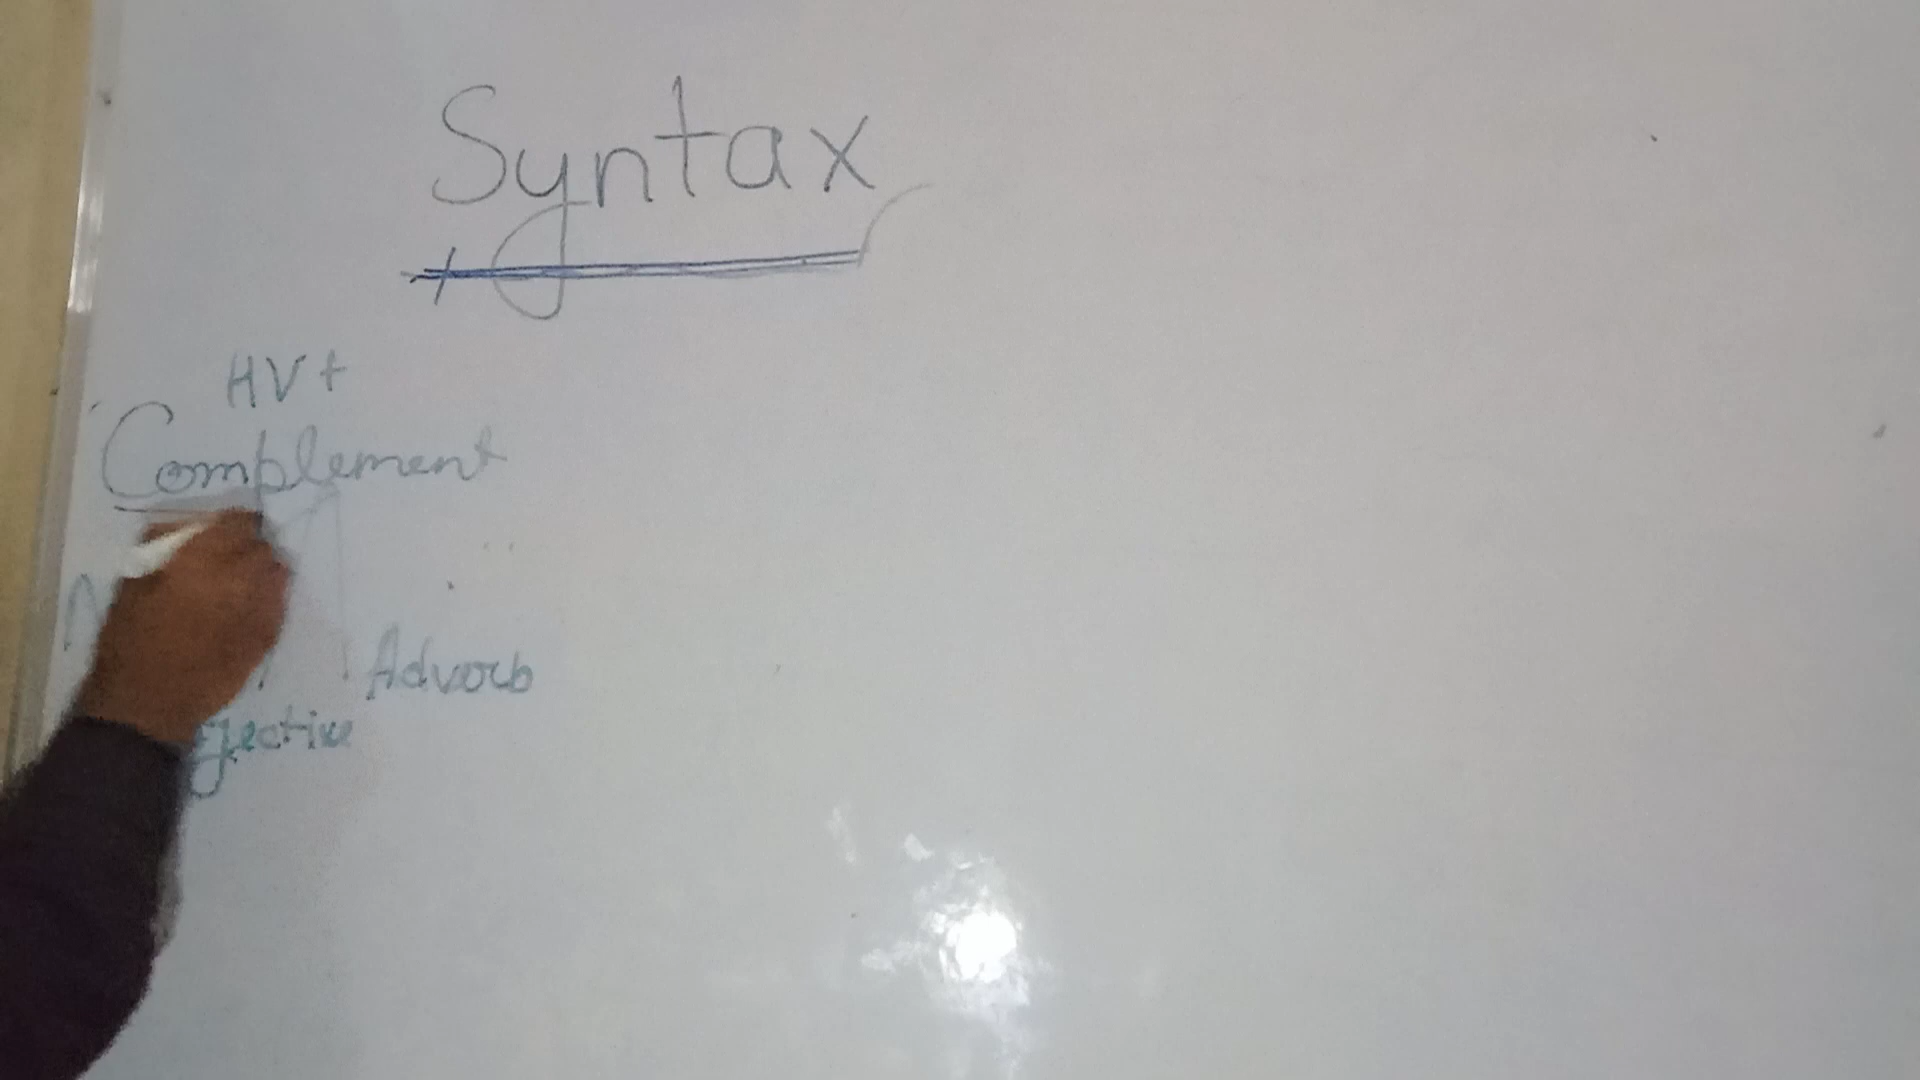 Syntax
HV+
Complement
Adverb
jective